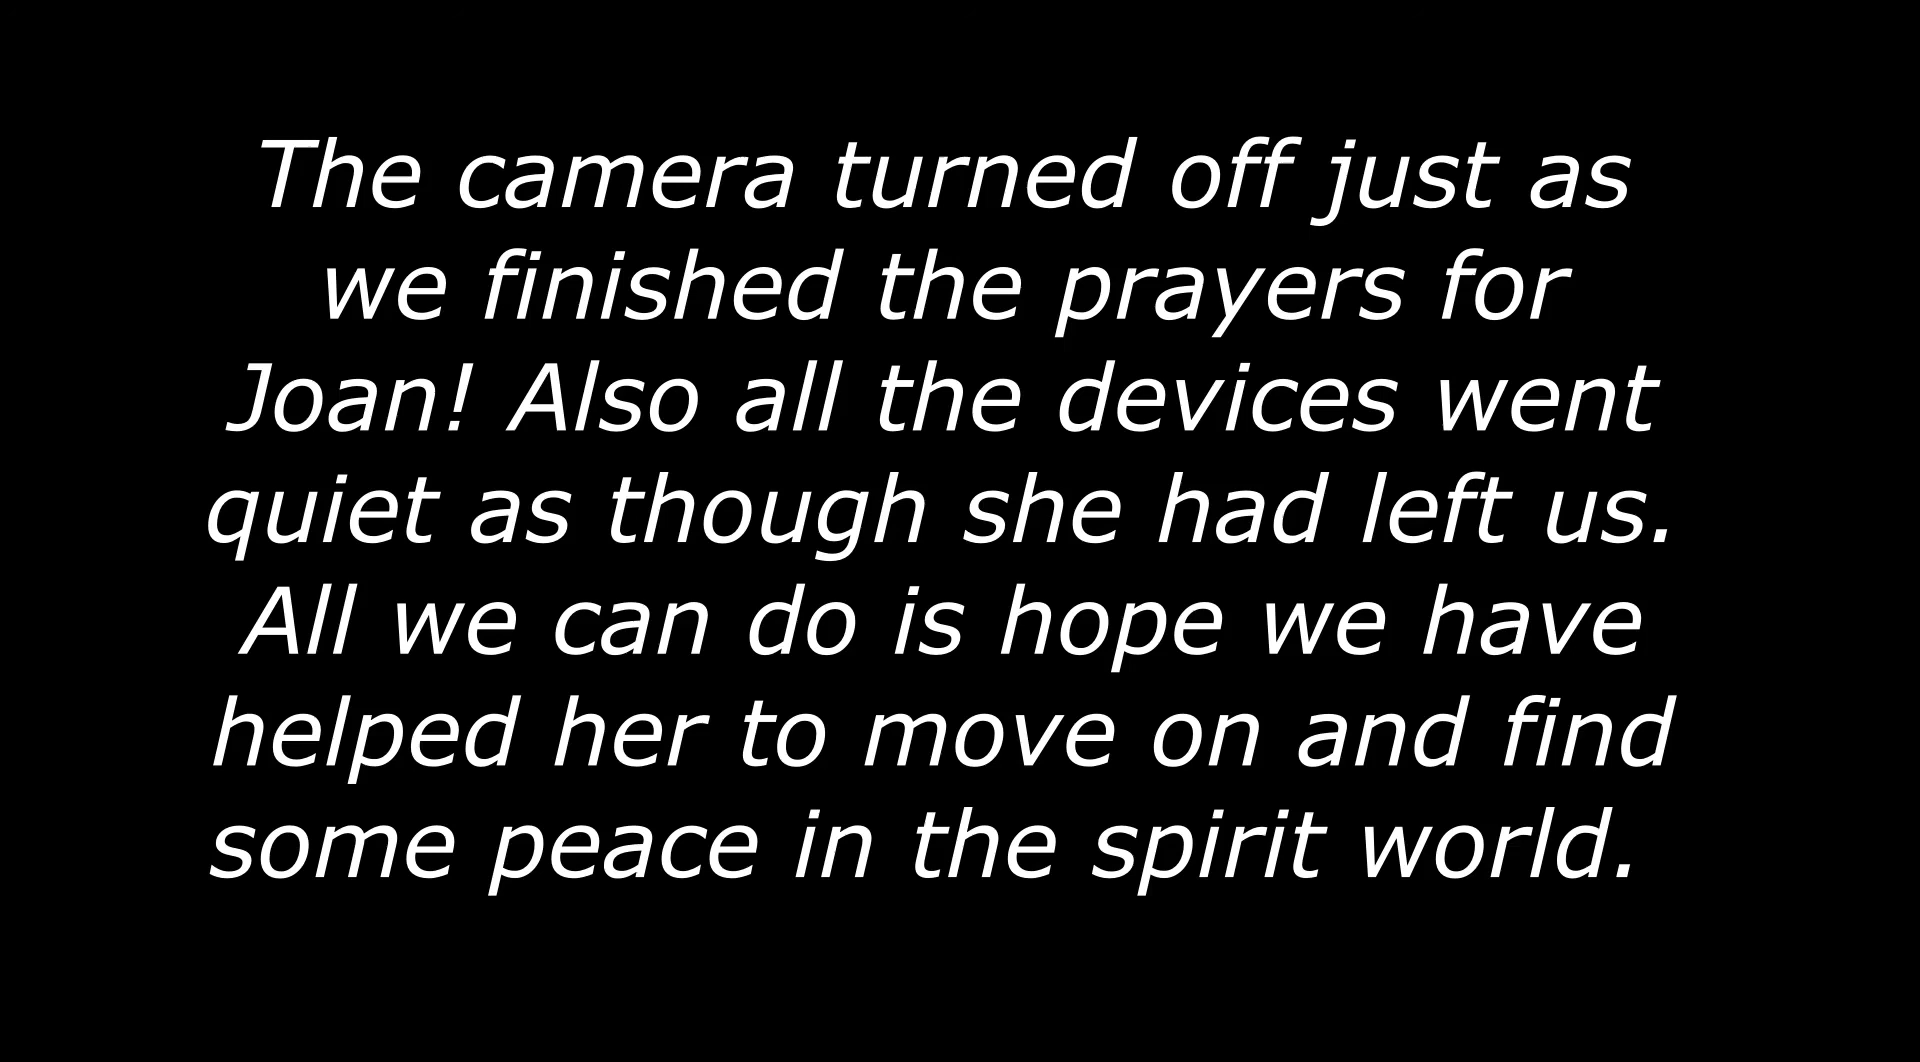 The camera turned off just as
we finished the prayers for
Joan! Also all the devices went
quiet as though she had left us.
All we can do is hope we have
helped her to move on and find
some peace in the spirit world.